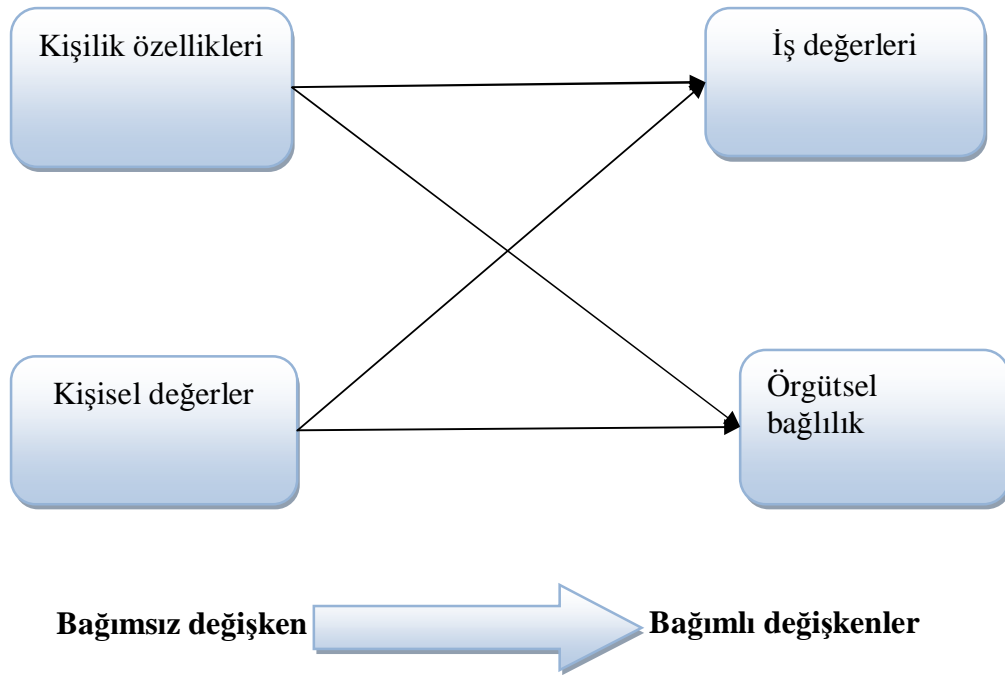 Kişilik özellikleri
İş değerleri
Kişisel değerler
Örgütsel
bağlılık
Bağımsız değişken
Bağımlı değişkenler